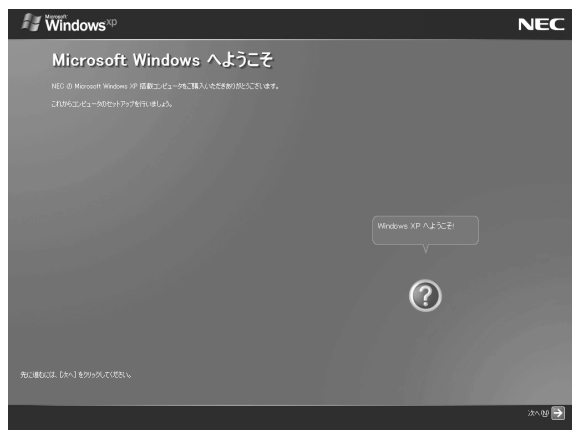 Microsoft
Windows xp
NEC
Microsoft Windows へようこそ
NEC の Microsoft Windows XP 搭載コンピュータをご購入いただきありがとうございます。
これからコンピュータのセットアップを行いましょう。
Windows XP へようこそ!
先に進むには、[次へ] をクリックしてください。
次へ(N)